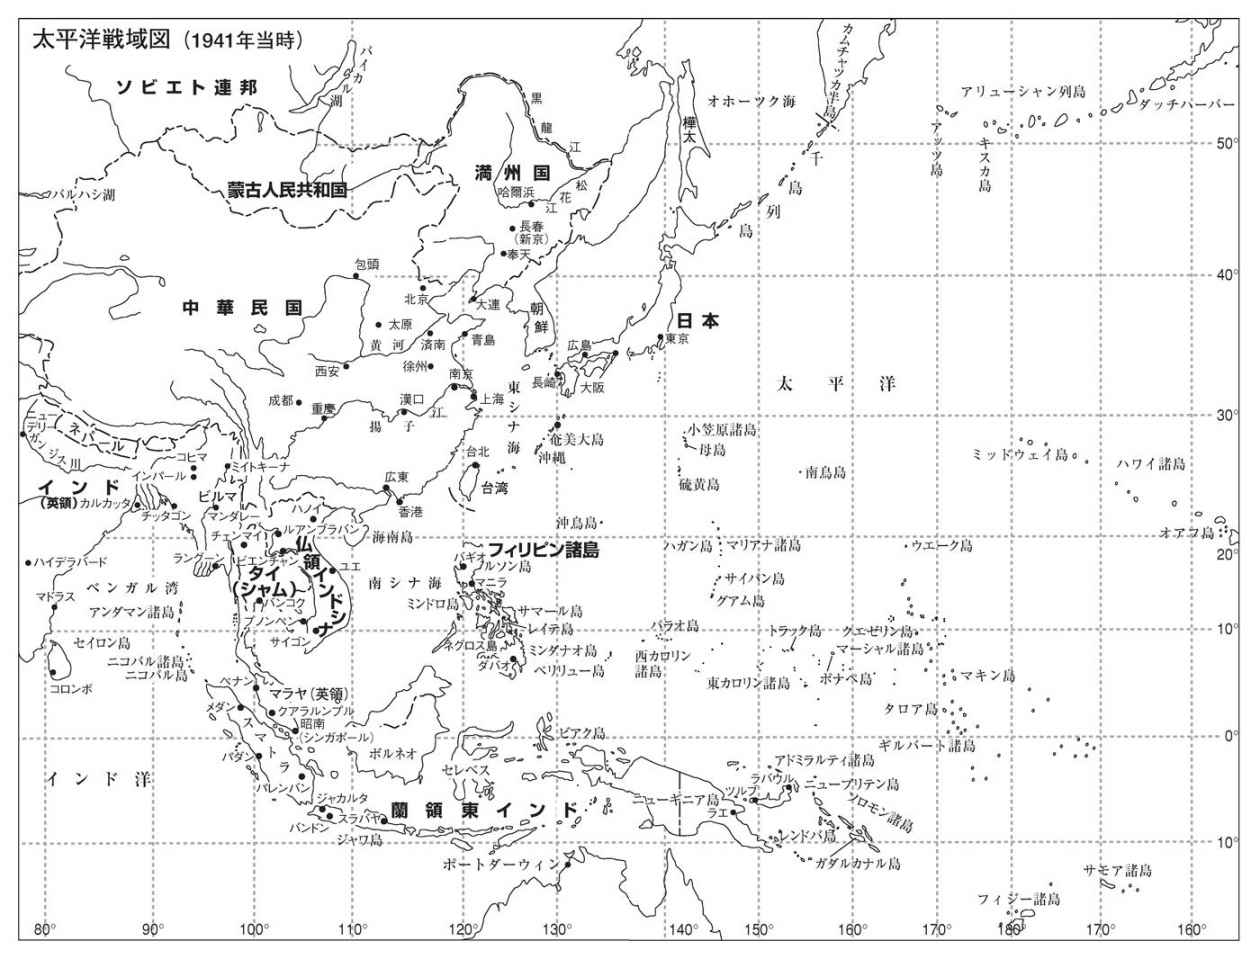 太平洋戦域図（1941年当時）
ソビエト連邦
バイカル湖
黒龍江
オホーツク海
樺太
カムチャツカ半島
アリューシャン列島
ダッチハーバー
アッツ島
キスカ島
千島列島
50°
満州国
哈爾浜
松花江
長春
（新京）
奉天
蒙古人民共和国
バルハシ湖
包頭
北京
大連
朝鮮
40°
中華民国
太原
黄河
済南
青島
日本
東京
広島
長崎
大阪
西安
徐州
南京
上海
東シナ海
太平洋
成都
重慶
漢口
揚子江
30°
ニューデリー
ガンジス川
ネパール
コヒマ
インパール
ミイトキーナ
インド
（英領）
カルカッタ
チッタゴン
ビルマ
マンダレー
広東
香港
台北
台湾
奄美大島
沖縄
小笠原諸島
母島
硫黄島
南鳥島
ミッドウェイ島
ハワイ諸島
オアフ島
沖鳥島
ハノイ
ルアンプラバン
海南島
チェンマイ
ラングーン
ビエンチャン
仏領インドシナ
ユエ
タイ
（シャム）
バンコク
プノンペン
サイゴン
南シナ海
フィリピン諸島
バギオ
ルソン島
マニラ
ミンドロ島
サマール島
レイテ島
ネグロス島
ミンダナオ島
ダバオ
ペリリュー島
ハガン島
マリアナ諸島
サイパン島
グアム島
ウエーク島
20°
ハイデラバード
ベンガル湾
マドラス
アンダマン諸島
セイロン島
ニコバル諸島
ニコバル島
コロンボ
パラオ島
西カロリン
諸島
トラック島
東カロリン諸島
クエゼリン島
マーシャル諸島
ボナペ島
マキン島
タロア島
ギルバート諸島
10°
ペナン
マラヤ（英領）
メダン
クアラルンプル
昭南
（シンガポール）
スマトラ
パダン
パレンバン
ボルネオ
セレベス
ビアク島
0°
インド洋
ジャカルタ
バンドン
スラバヤ
ジャワ島
蘭領東インド
ニューギニア島
アドミラルティ諸島
ラバウル
ツルブ
ニューブリテン島
ラエ
ソロモン諸島
レンドバ島
ガダルカナル島
ポートダーウィン
10°
サモア諸島
フィジー諸島
80° 90° 100° 110° 120° 130° 140° 150° 160° 170° 180° 170° 160°